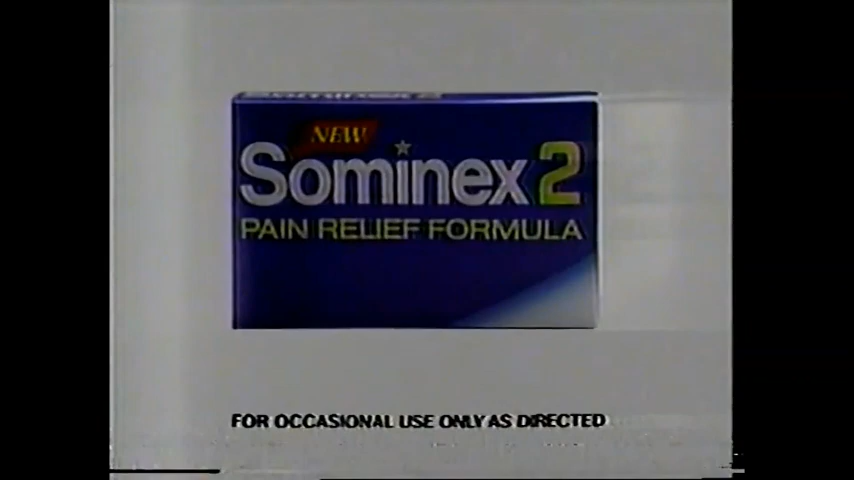 NEW
Sominex 2
PAIN RELIEF FORMULA
FOR OCCASIONAL USE ONLY AS DIRECTED